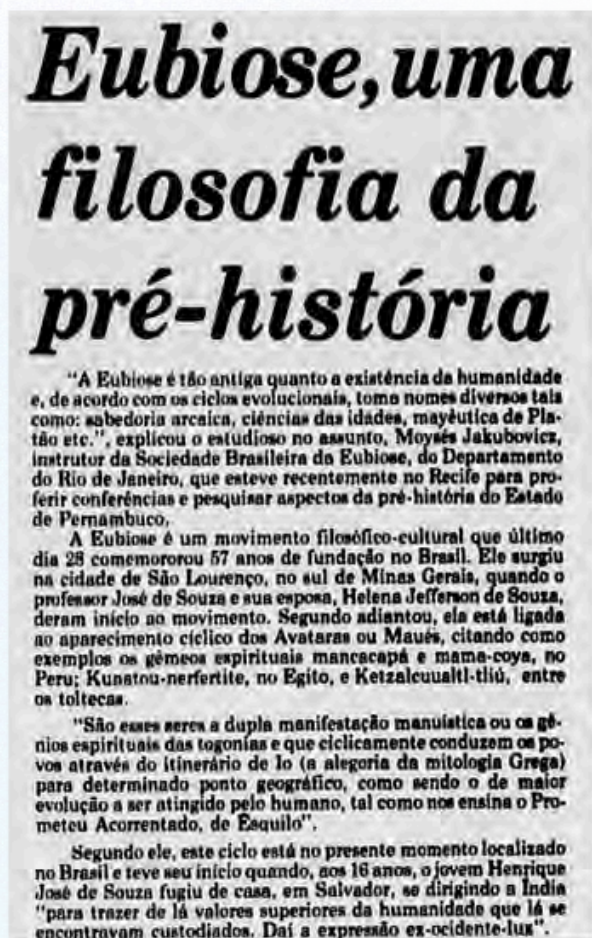 Eubiose, uma
filosofia da
pré-história
"A Eubiose é tão antiga quanto a existência da humanidade
e, de acordo com os ciclos evolucionais, toma nomes diversos tais
como: sabedoria arcaica, ciências das idades, mayêutica de Pla-
tão etc.", explicou o estudioso no assunto, Moysés Jakubovicz,
instrutor da Sociedade Brasileira da Eubiose, do Departamento
do Rio de Janeiro, que esteve recentemente no Recife para pro-
ferir conferências e pesquisar aspectos da pré-história do Estado
de Pernambuco.
A Eubiose é um movimento filosófico-cultural que último
dia 28 comemororou 57 anos de fundação no Brasil. Ele surgiu
na cidade de São Lourenço, no sul de Minas Gerais, quando o
professor José de Souza e sua esposa, Helena Jefferson de Souza,
deram início ao movimento. Segundo adiantou, ela está ligada
ao aparecimento cíclico dos Avataras ou Maués, citando como
exemplos os gêmeos espirituais mancacapá e mama-coya, no
Peru; Kunatou-nerfertite, no Egito, e Ketzalcuualtl-tliú, entre
os toltecas.
"São esses seres a dupla manifestação manuística ou os gê-
nios espirituais das togonias e que ciclicamente conduzem os po-
vos através do itinerário de Io (a alegoria da mitologia Grega)
para determinado ponto geográfico, como sendo o de maior
evolução a ser atingido pelo humano, tal como nos ensina o Pro-
meteu Acorrentado, de Esquilo".
Segundo ele, este ciclo está no presente momento localizado
no Brasil e teve seu início quando, aos 16 anos, o jovem Henrique
José de Souza fugiu de casa, em Salvador, se dirigindo a Índia
"para trazer de lá valores superiores da humanidade que lá se
encontravam custodiados. Daí a expressão ex-ocidente-lux".